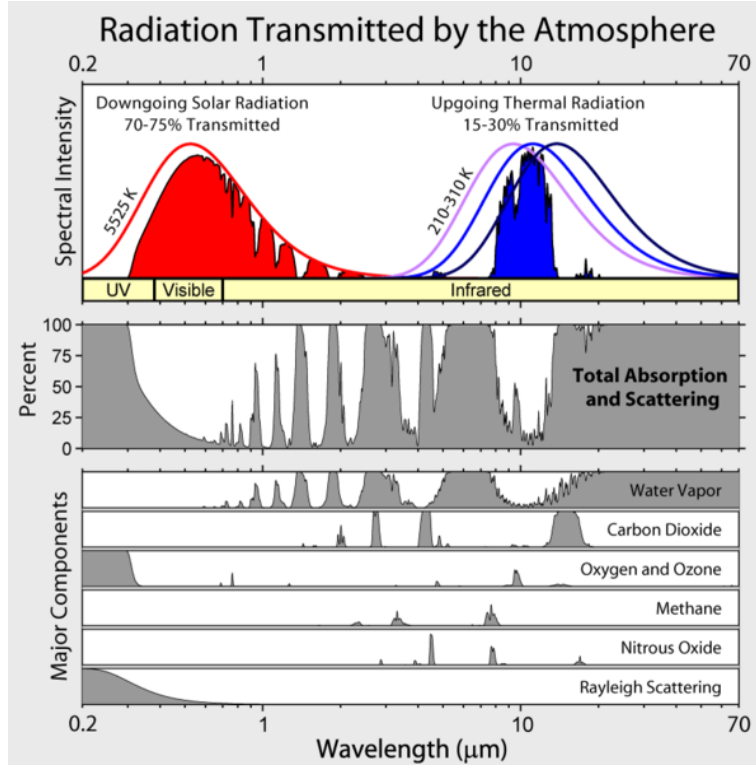 Radiation Transmitted by the Atmosphere
0.2 1 10 70
Downgoing Solar Radiation
70-75% Transmitted
Upgoing Thermal Radiation
15-30% Transmitted
Spectral Intensity
5525 K
210-310 K
UV Visible Infrared
Percent
100
75
50
25
0
Total Absorption
and Scattering
Major Components
Water Vapor
Carbon Dioxide
Oxygen and Ozone
Methane
Nitrous Oxide
Rayleigh Scattering
0.2 1 10 70
Wavelength (μm)